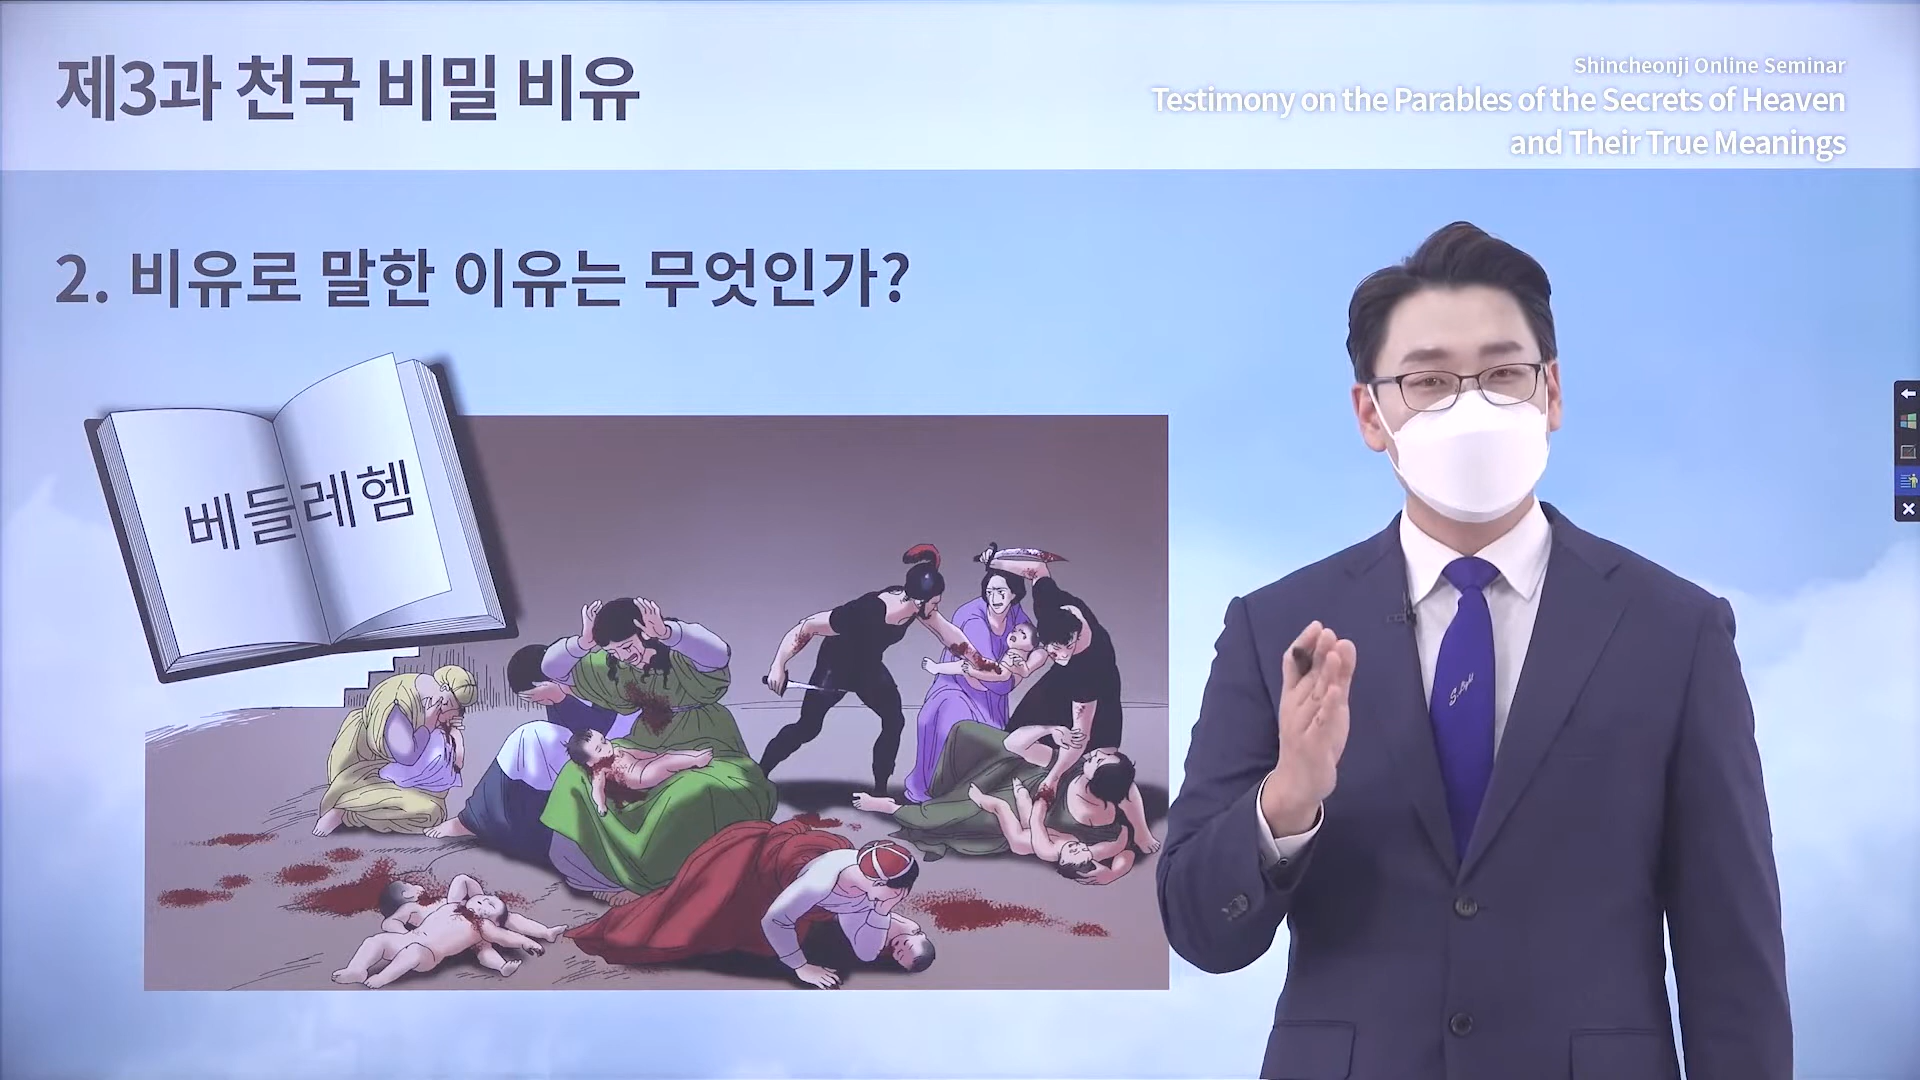 제3과 천국 비밀 비유
Shincheonji Online Seminar
Testimony on the Parables of the Secrets of Heaven
and Their True Meanings
2. 비유로 말한 이유는 무엇인가?
베들레헴
S.Light